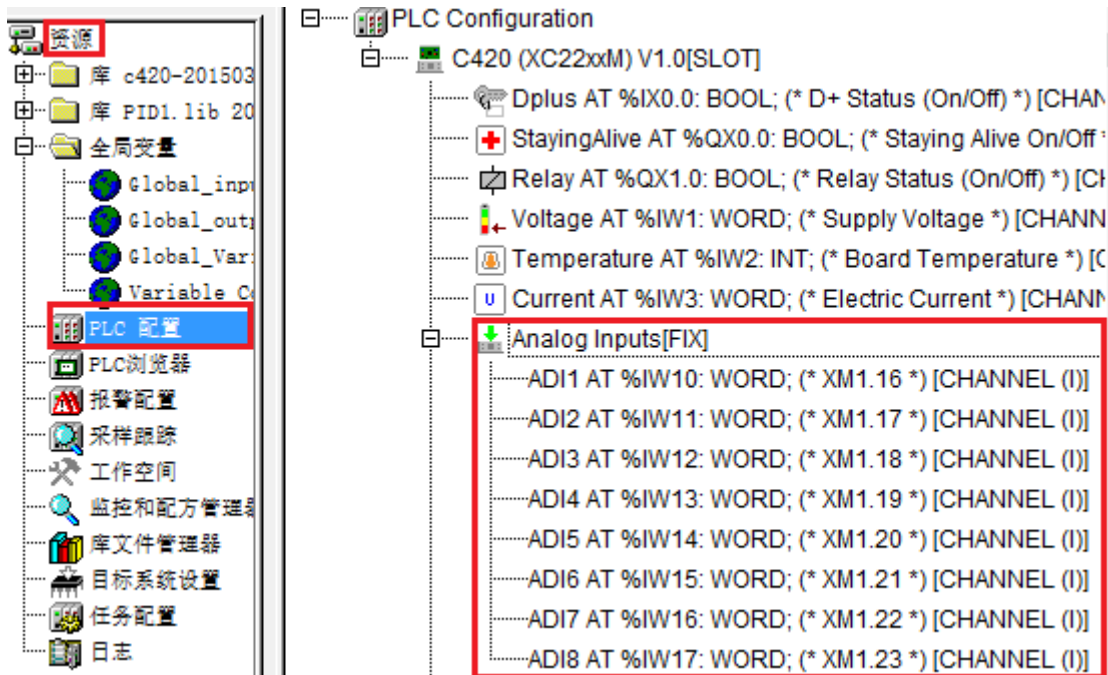 资源
库 c420-201503
库 PID1.lib 20
全局变量
Global_inp
Global_out
Global_Var
Variable C
PLC 配置
PLC浏览器
报警配置
采样跟踪
工作空间
监控和配方管理器
库文件管理器
目标系统设置
任务配置
日志
PLC Configuration
C420 (XC22xxM) V1.0[SLOT]
Dplus AT %IX0.0: BOOL; (* D+ Status (On/Off) *) [CHAN
StayingAlive AT %QX0.0: BOOL; (* Staying Alive On/Off *
Relay AT %QX1.0: BOOL; (* Relay Status (On/Off) *) [CH
Voltage AT %IW1: WORD; (* Supply Voltage *) [CHANN
Temperature AT %IW2: INT; (* Board Temperature *) [C
U Current AT %IW3: WORD; (* Electric Current *) [CHANN
Analog Inputs[FIX]
ADI1 AT %IW10: WORD; (* XM1.16 *) [CHANNEL (I)]
ADI2 AT %IW11: WORD; (* XM1.17 *) [CHANNEL (I)]
ADI3 AT %IW12: WORD; (* XM1.18 *) [CHANNEL (I)]
ADI4 AT %IW13: WORD; (* XM1.19 *) [CHANNEL (I)]
ADI5 AT %IW14: WORD; (* XM1.20 *) [CHANNEL (I)]
ADI6 AT %IW15: WORD; (* XM1.21 *) [CHANNEL (I)]
ADI7 AT %IW16: WORD; (* XM1.22 *) [CHANNEL (I)]
ADI8 AT %IW17: WORD; (* XM1.23 *) [CHANNEL (I)]